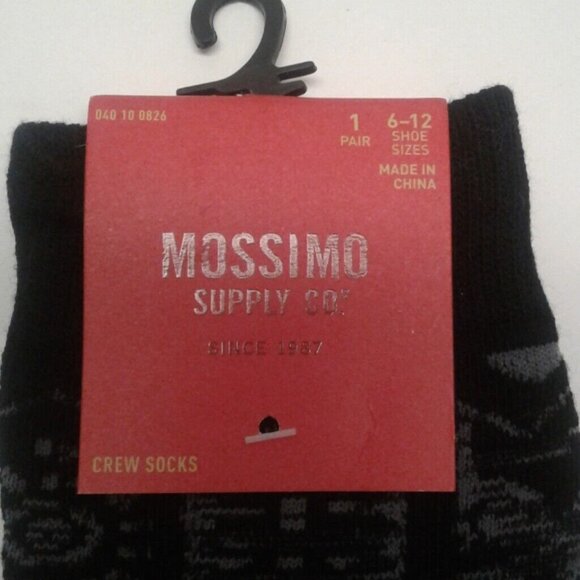 040 10 0826
1 PAIR
6–12 SHOE SIZES
MADE IN CHINA
MOSSIMO
SUPPLY CO.
SINCE 1987
CREW SOCKS